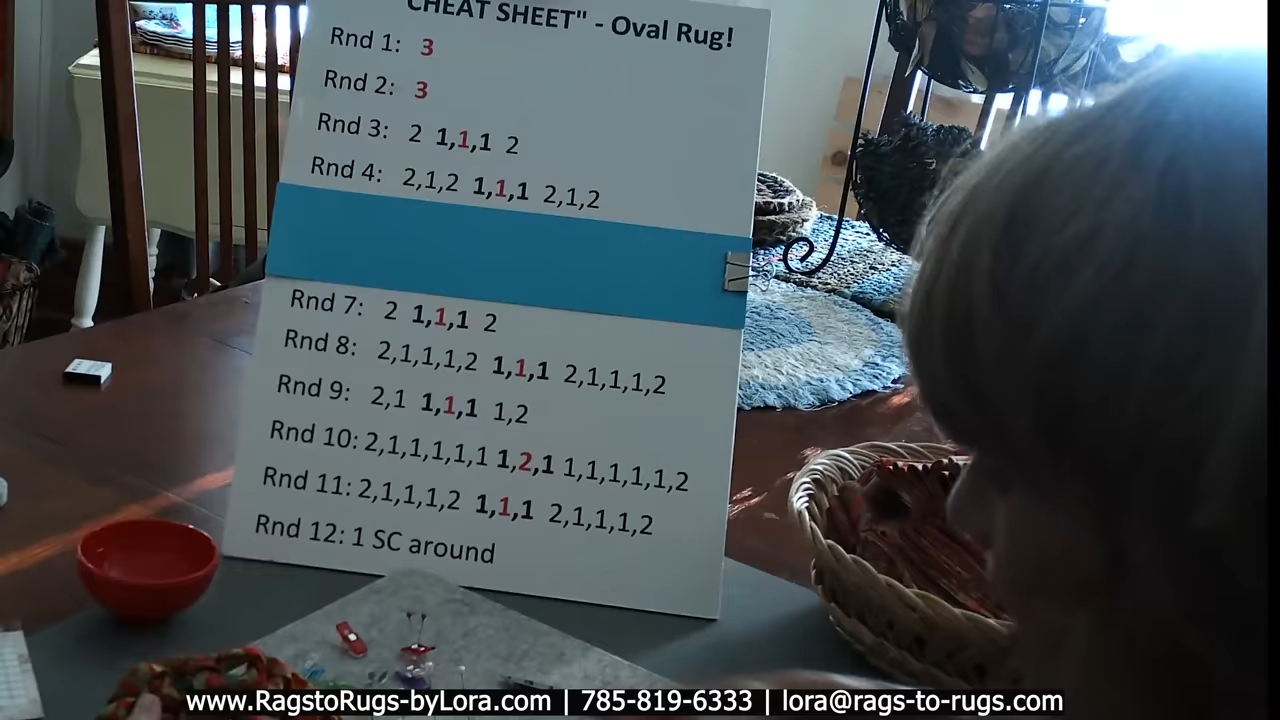 CHEAT SHEET" - Oval Rug!
Rnd 1: 3
Rnd 2: 3
Rnd 3: 2 1,1,1 2
Rnd 4: 2,1,2 1,1,1 2,1,2
Rnd 7: 2 1,1,1 2
Rnd 8: 2,1,1,1,2 1,1,1 2,1,1,1,2
Rnd 9: 2,1 1,1,1 1,2
Rnd 10: 2,1,1,1,1,1 1,2,1 1,1,1,1,1,2
Rnd 11: 2,1,1,1,2 1,1,1 2,1,1,1,2
Rnd 12: 1 SC around
www.RagstoRugs-byLora.com | 785-819-6333 | lora@rags-to-rugs.com